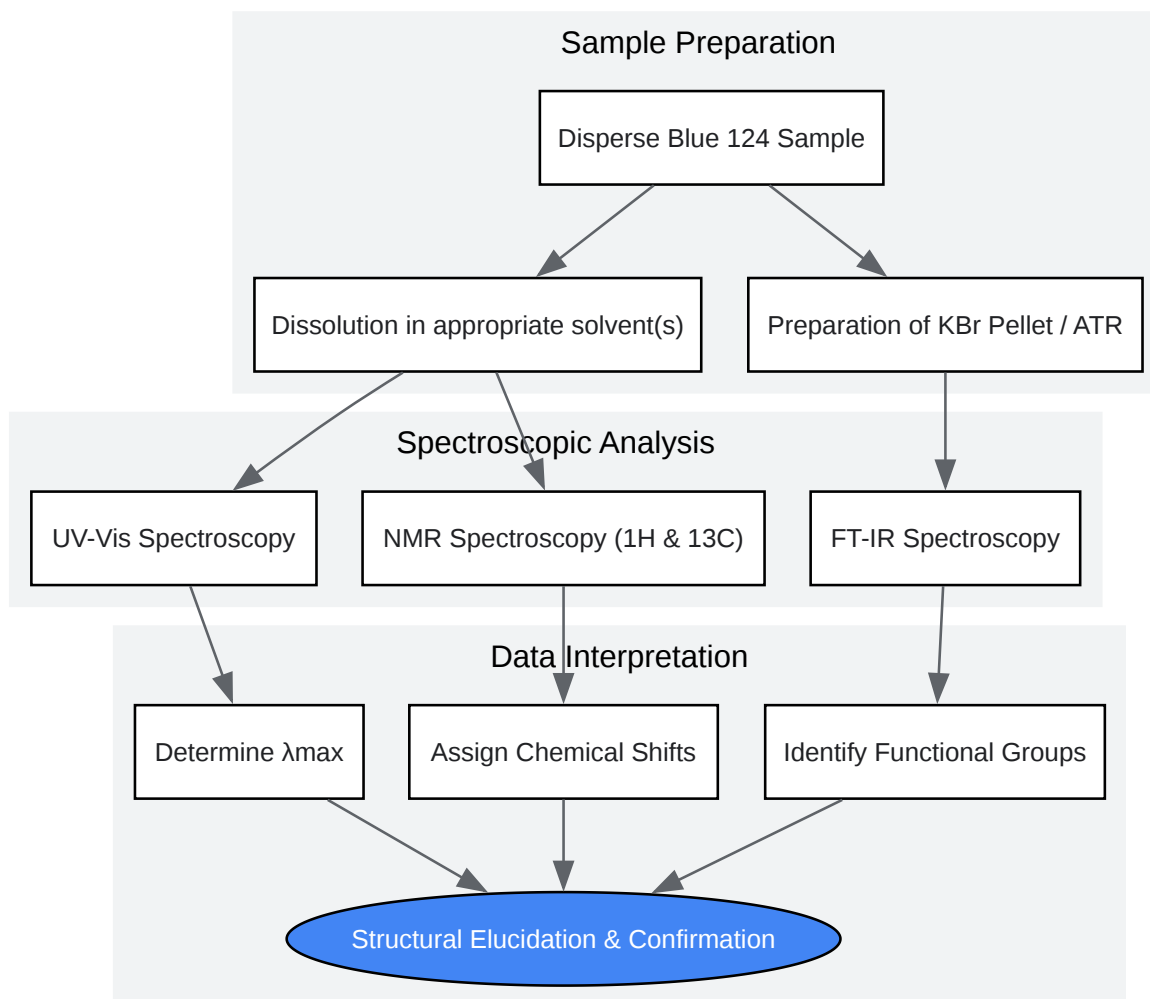 Sample Preparation
Disperse Blue 124 Sample
Dissolution in appropriate solvent(s)
Preparation of KBr Pellet / ATR
Spectroscopic Analysis
UV-Vis Spectroscopy
NMR Spectroscopy (1H & 13C)
FT-IR Spectroscopy
Data Interpretation
Determine λmax
Assign Chemical Shifts
Identify Functional Groups
Structural Elucidation & Confirmation